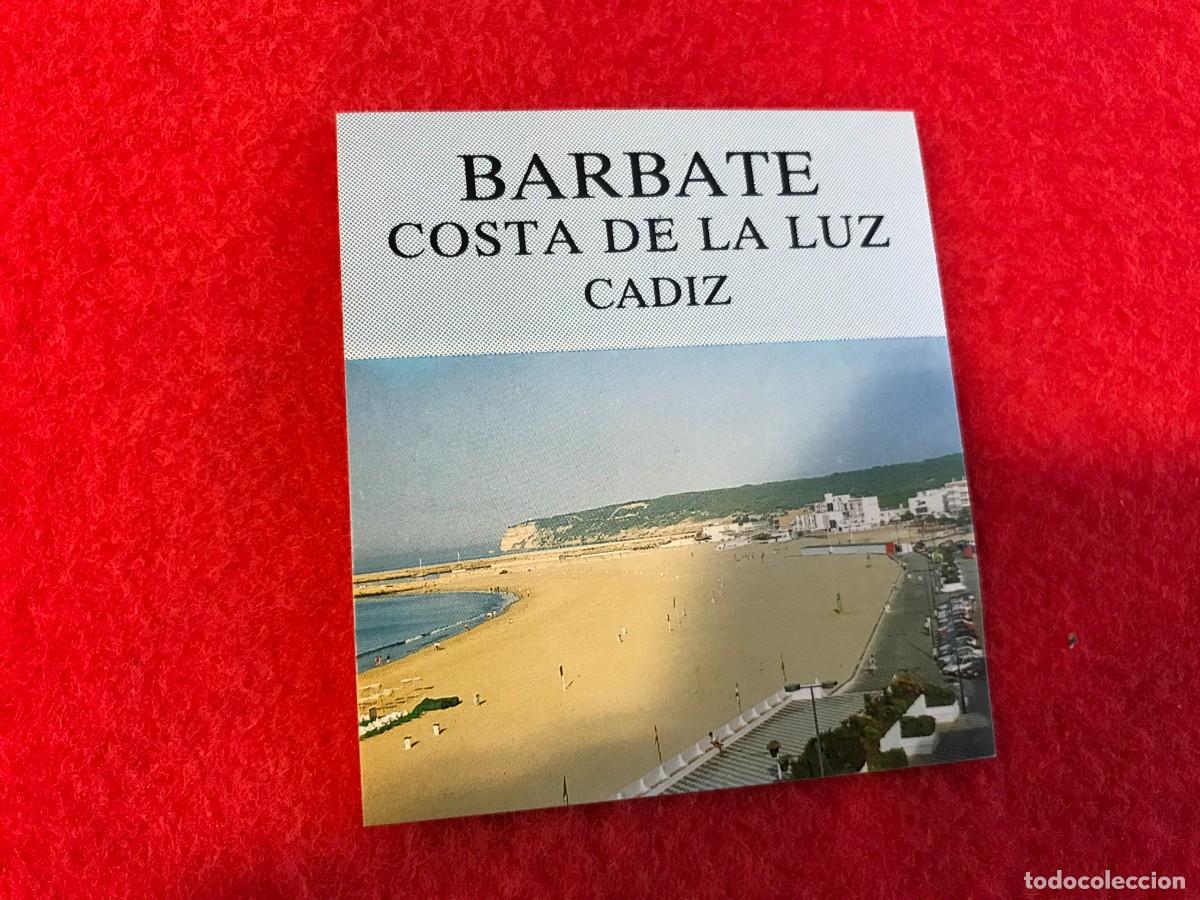 BARBATE
COSTA DE LA LUZ
CADIZ
todocoleccion